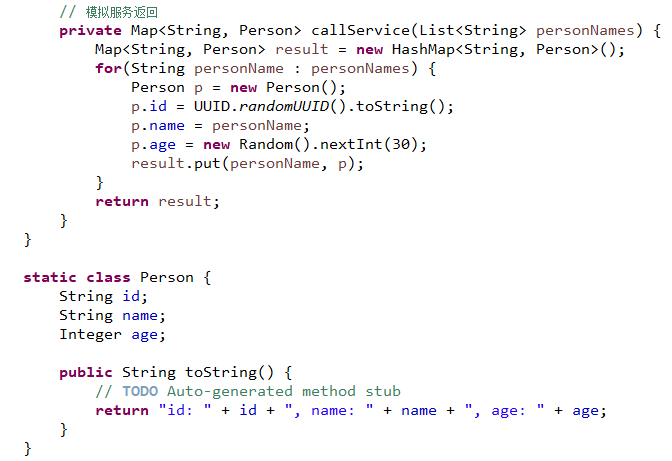 // 模拟服务返回
private Map<String, Person> callService(List<String> personNames) {
Map<String, Person> result = new HashMap<String, Person>();
for(String personName : personNames) {
Person p = new Person();
p.id = UUID.randomUUID().toString();
p.name = personName;
p.age = new Random().nextInt(30);
result.put(personName, p);
}
return result;
}
}
static class Person {
String id;
String name;
Integer age;
public String toString() {
// TODO Auto-generated method stub
return "id: " + id + ", name: " + name + ", age: " + age;
}
}